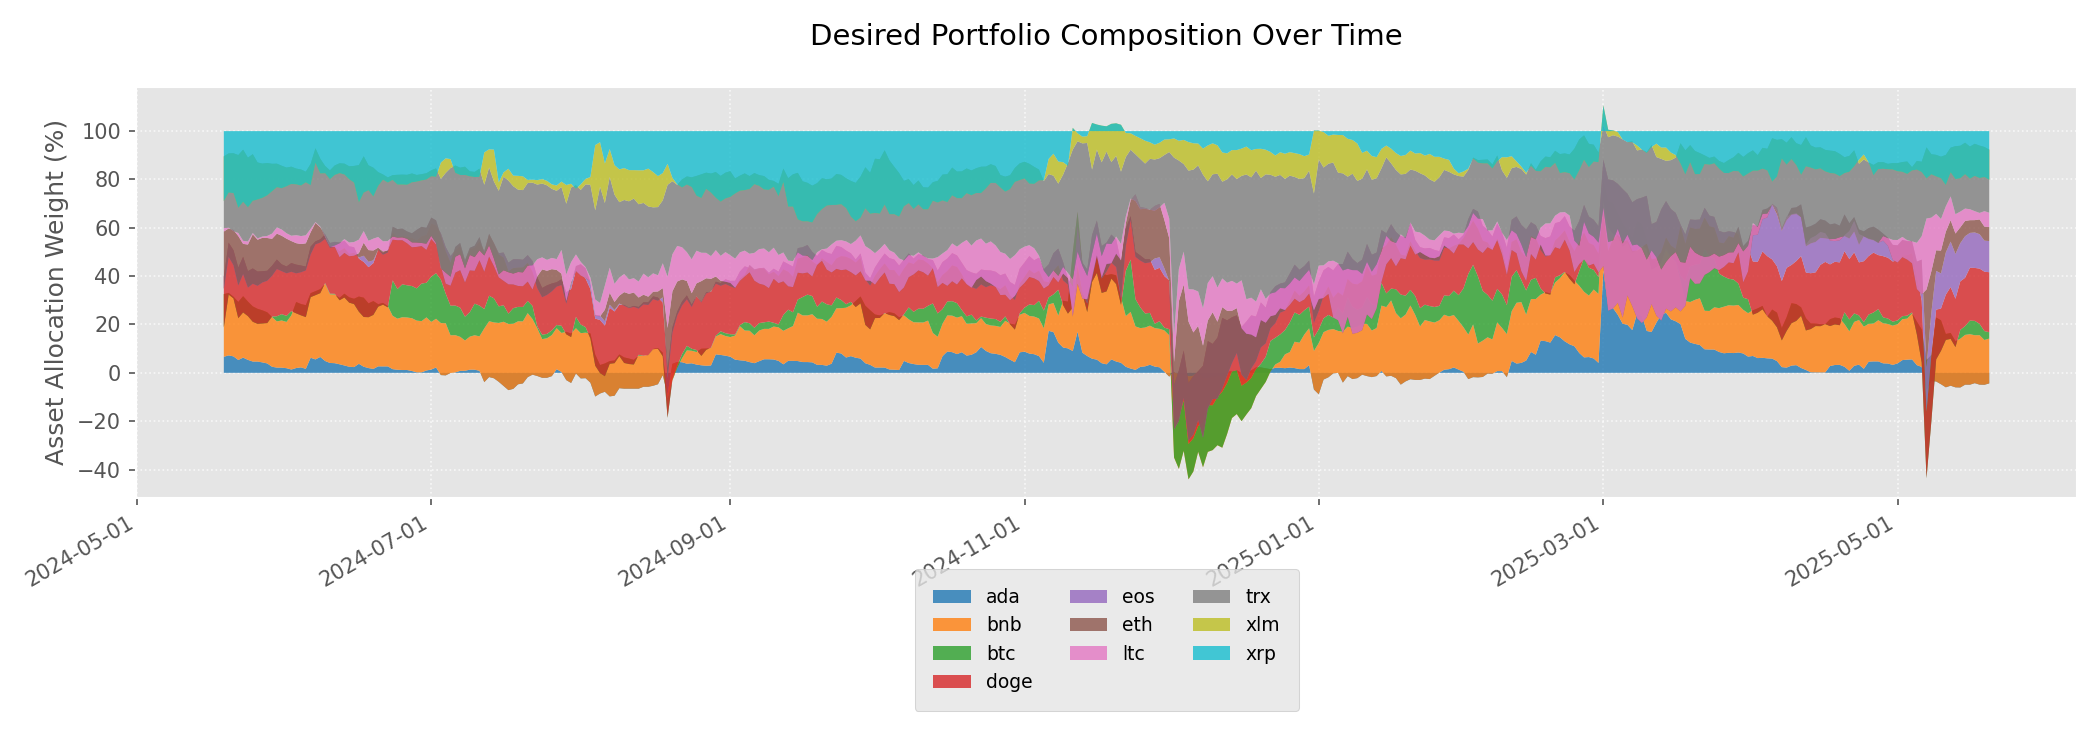 Desired Portfolio Composition Over Time
Asset Allocation Weight (%)
100
80
60
40
20
0
−20
−40
2024-05-01
2024-07-01
2024-09-01
2024-11-01
2025-01-01
2025-03-01
2025-05-01
ada
bnb
btc
doge
eos
eth
ltc
trx
xlm
xrp